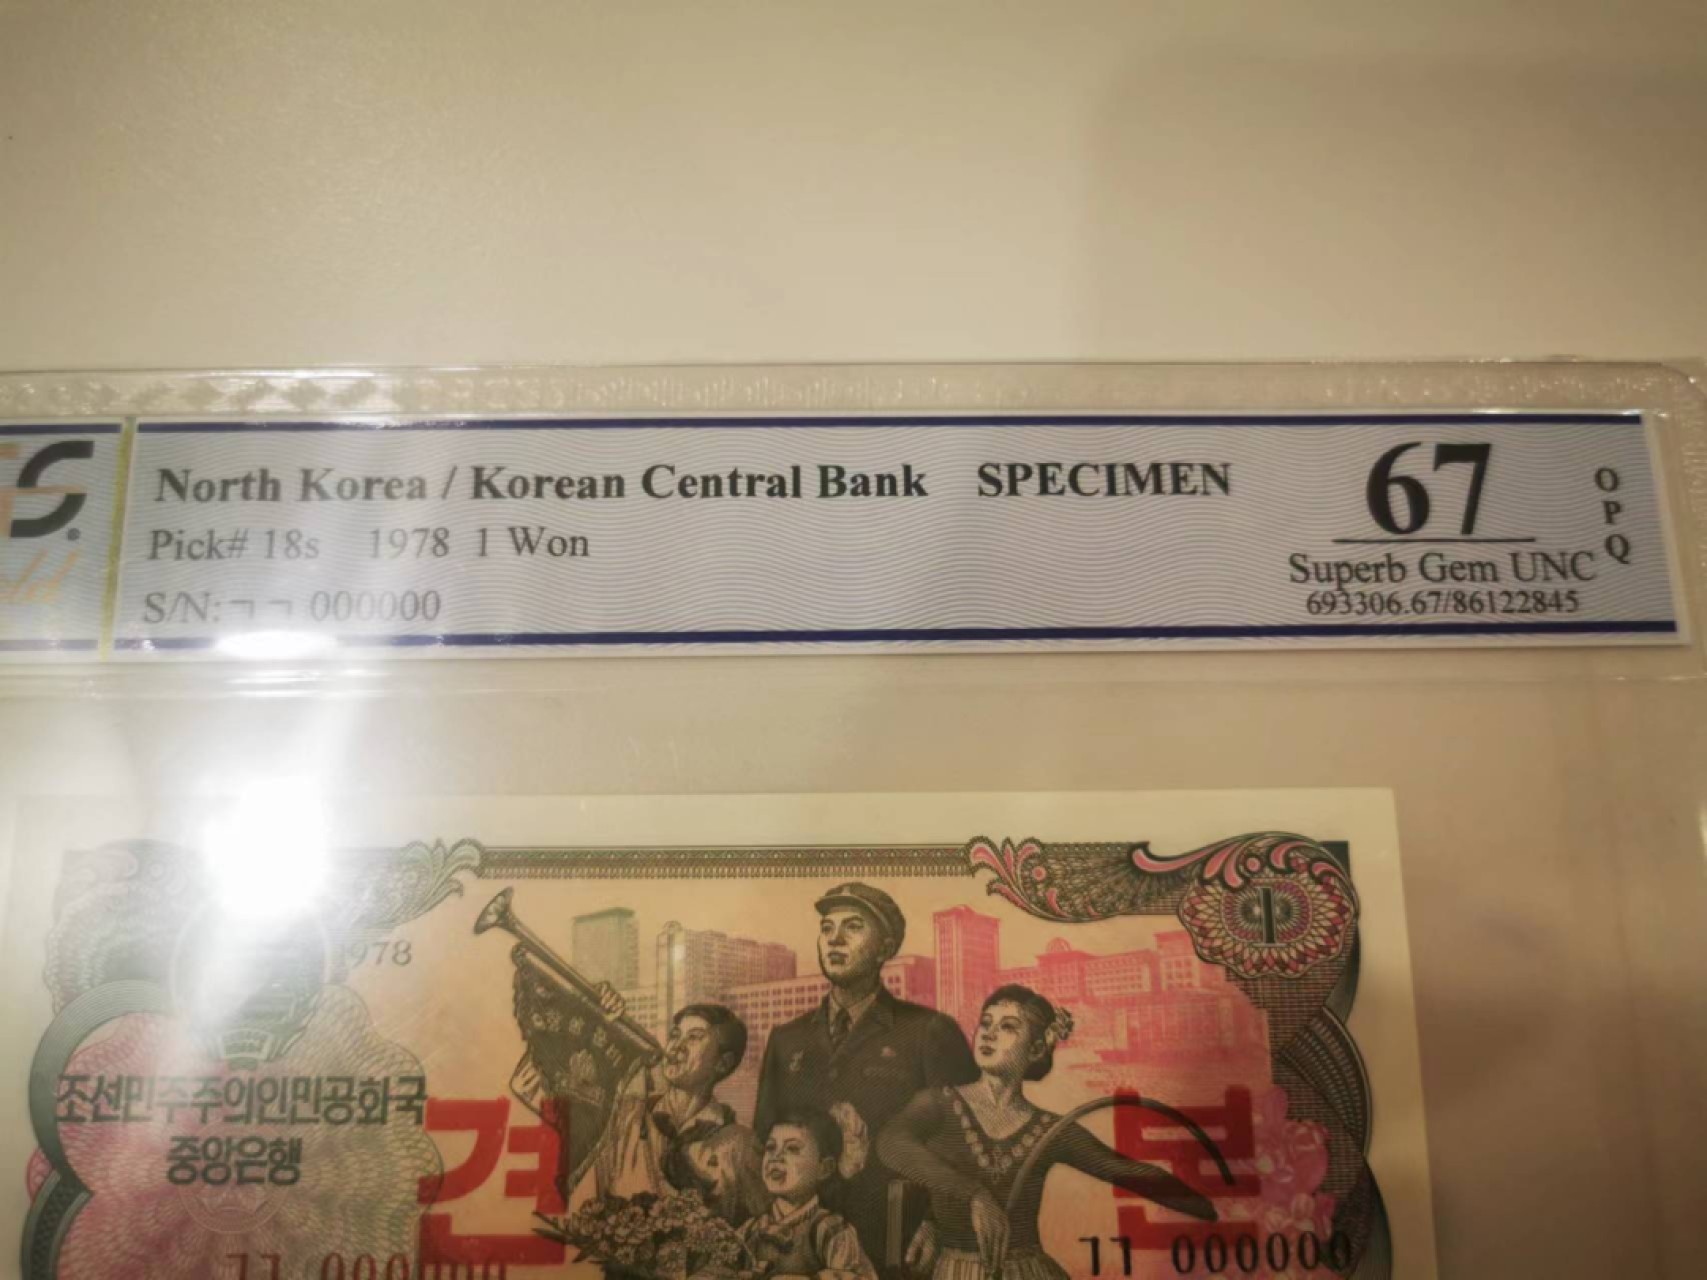 North Korea / Korean Central Bank SPECIMEN
67
OPQ
Pick# 18s 1978 1 Won
Superb Gem UNC
S/N: ㄱ ㄱ 000000
693306.67/86122845
1
1978
조선민주주의인민공화국
중앙은행
견 본
ㄱㄱ 000000
ㄱㄱ 000000